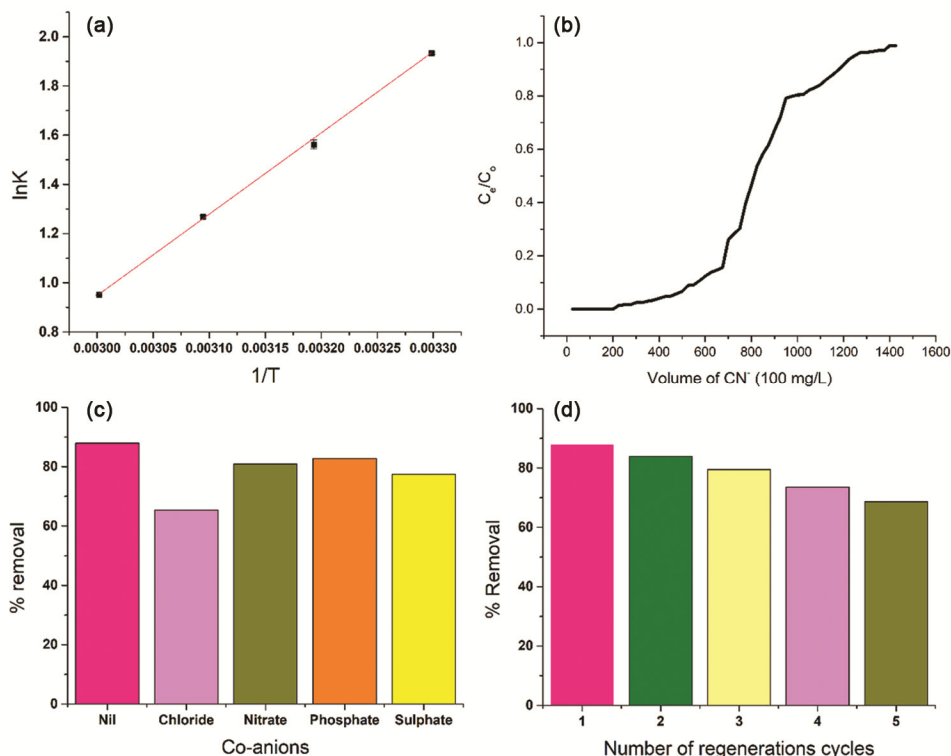 (a)
2.0
1.8
1.6
1.4
1.2
1.0
0.8
lnK
0.00300 0.00305 0.00310 0.00315 0.00320 0.00325 0.00330
1/T
(b)
1.0
0.8
0.6
0.4
0.2
0.0
Ce/Co
0 200 400 600 800 1000 1200 1400 1600
Volume of CN- (100 mg/L)
(c)
100
80
60
40
20
0
% removal
Nil Chloride Nitrate Phosphate Sulphate
Co-anions
(d)
100
80
60
40
20
0
% Removal
1 2 3 4 5
Number of regenerations cycles